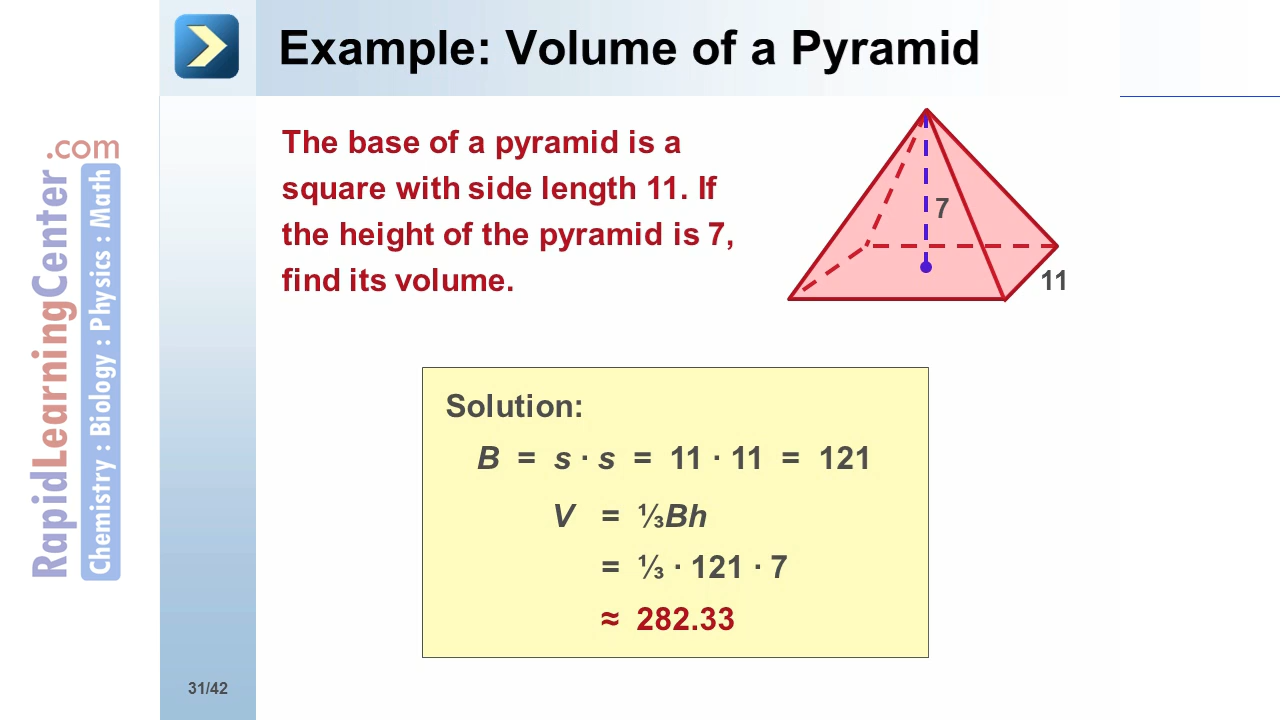 Example: Volume of a Pyramid
The base of a pyramid is a
square with side length 11. If
the height of the pyramid is 7,
find its volume.
7
11
Solution:
B = s · s = 11 · 11 = 121
V = ⅓Bh
= ⅓ · 121 · 7
≈ 282.33
RapidLearningCenter.com
Chemistry : Biology : Physics : Math
31/42